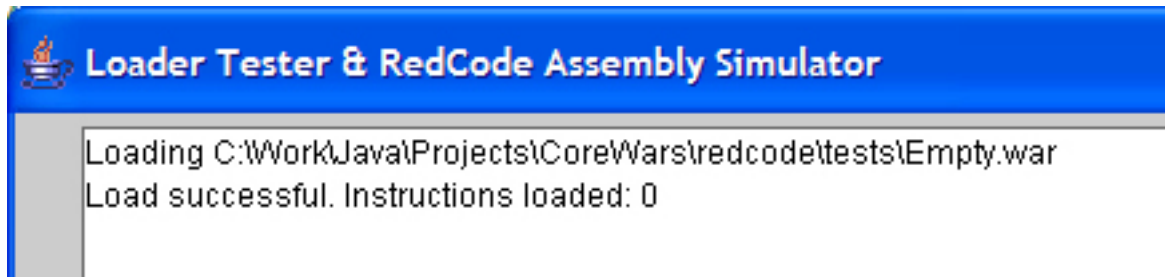 Loader Tester & RedCode Assembly Simulator
Loading C:\Work\Java\Projects\CoreWars\redcode\tests\Empty.war
Load successful. Instructions loaded: 0